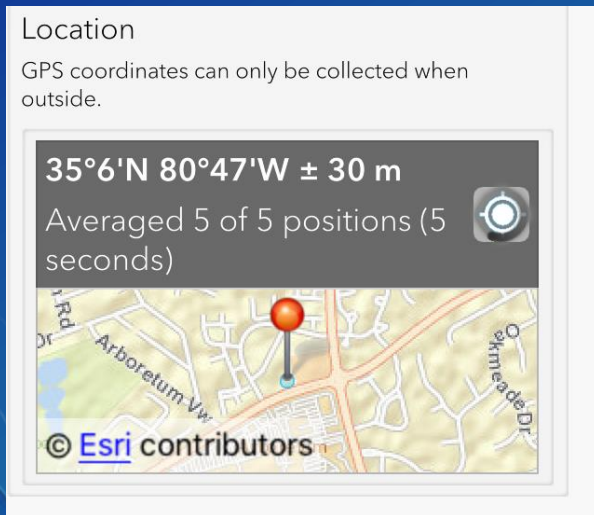 Location
GPS coordinates can only be collected when
outside.
35°6'N 80°47'W ± 30 m
Averaged 5 of 5 positions (5
seconds)
Rd
Dr
Arboretum Vw
Oakmeade Dr
© Esri contributors